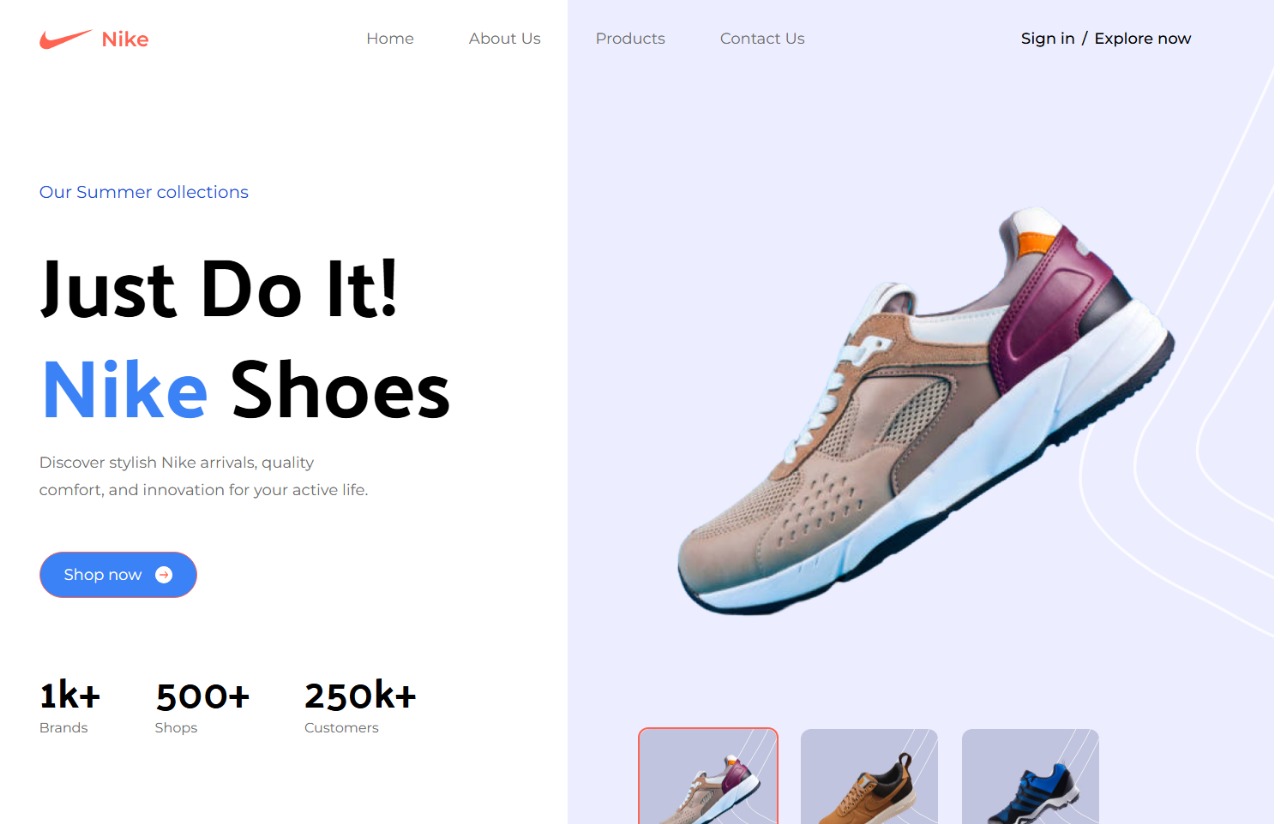 Nike
Home
About Us
Products
Contact Us
Sign in / Explore now
Our Summer collections
Just Do It!
Nike Shoes
Discover stylish Nike arrivals, quality
comfort, and innovation for your active life.
Shop now
1k+
Brands
500+
Shops
250k+
Customers